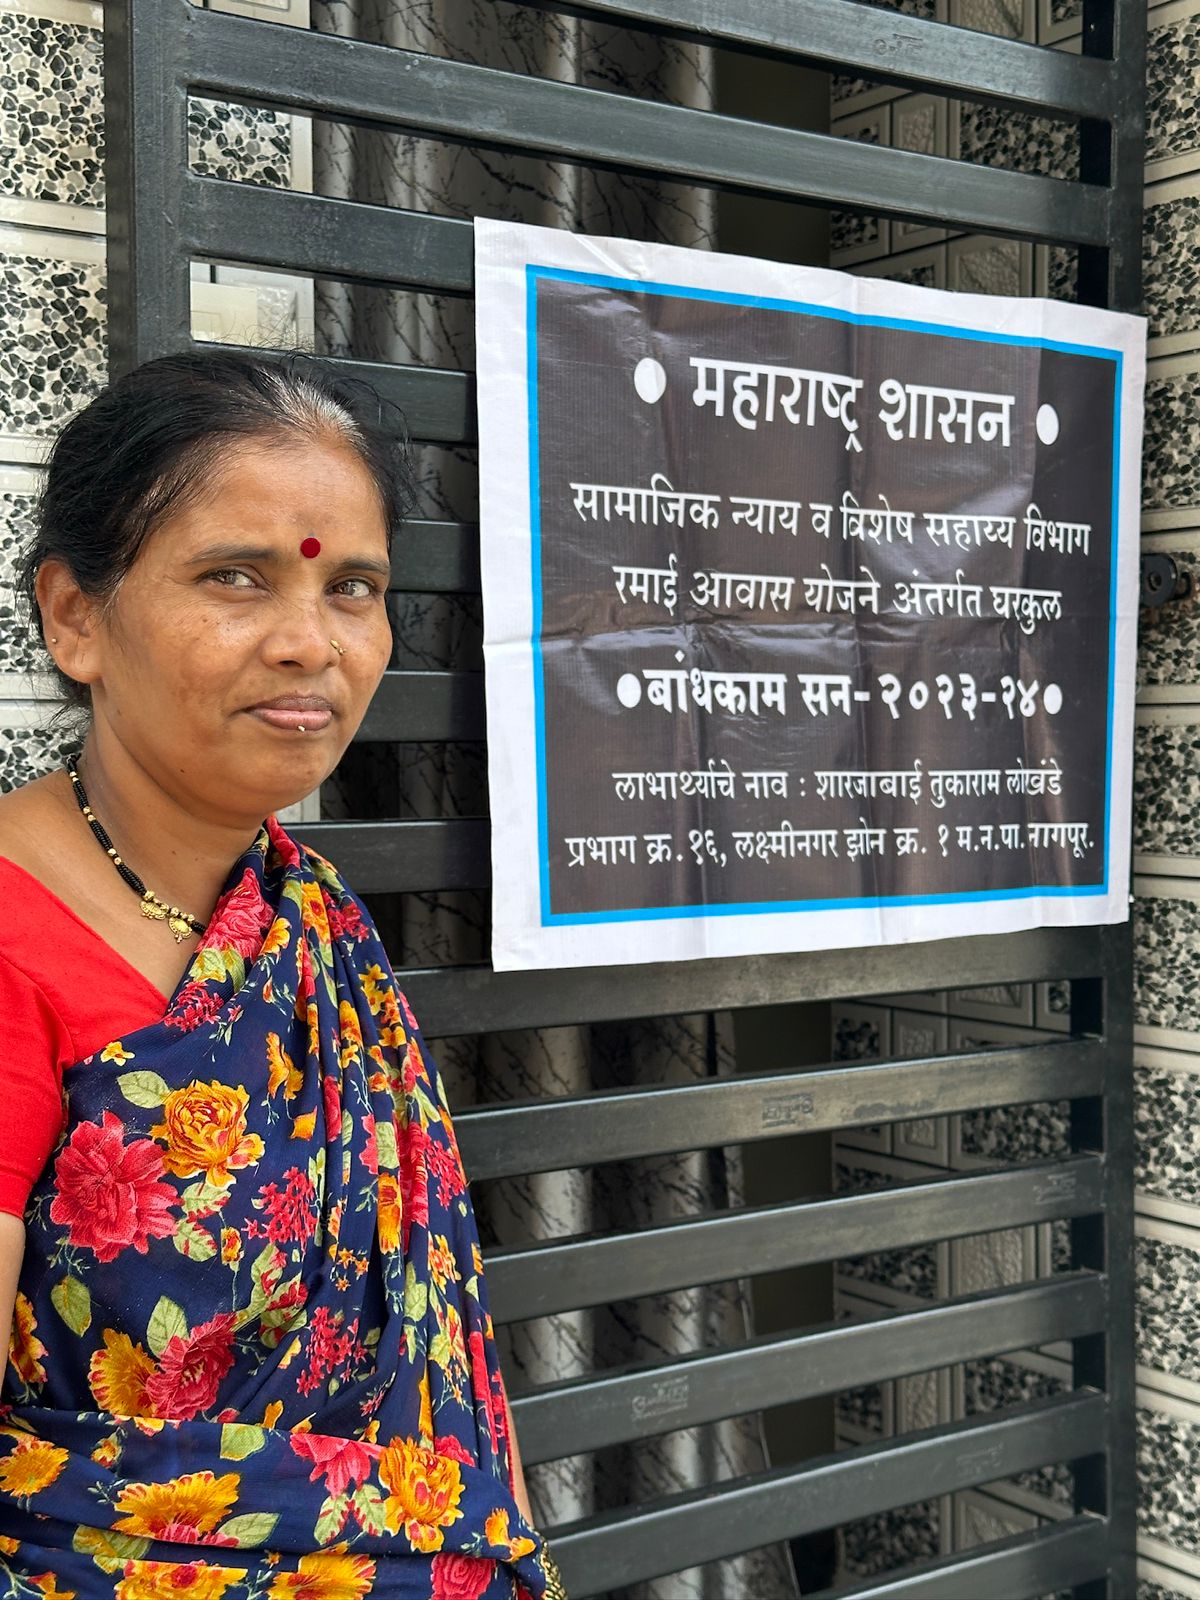 • महाराष्ट्र शासन •
सामाजिक न्याय व विशेष सहाय्य विभाग
रमाई आवास योजने अंतर्गत घरकुल
•बांधकाम सन-२०२३-२४•
लाभार्थ्याचे नाव : शारजाबाई तुकाराम लोखंडे
प्रभाग क्र. १६, लक्ष्मीनगर झोन क्र. १ म.न.पा. नागपूर.